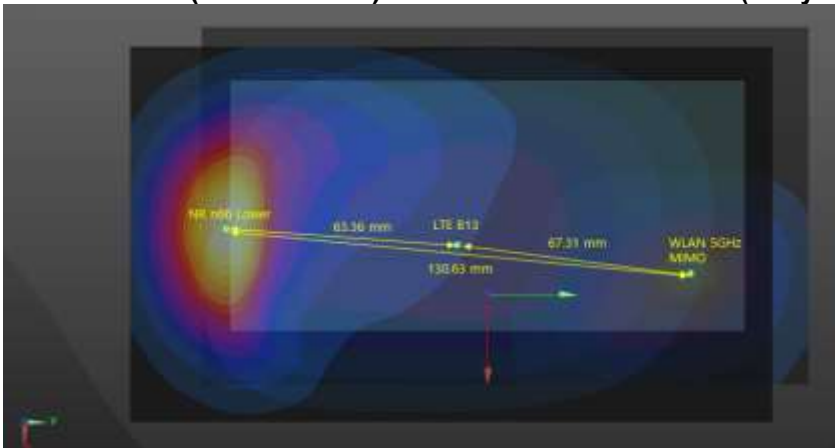 NR n66 Lower
63.36 mm
LTE B13
67.31 mm
WLAN 5GHz
MIMO
130.63 mm